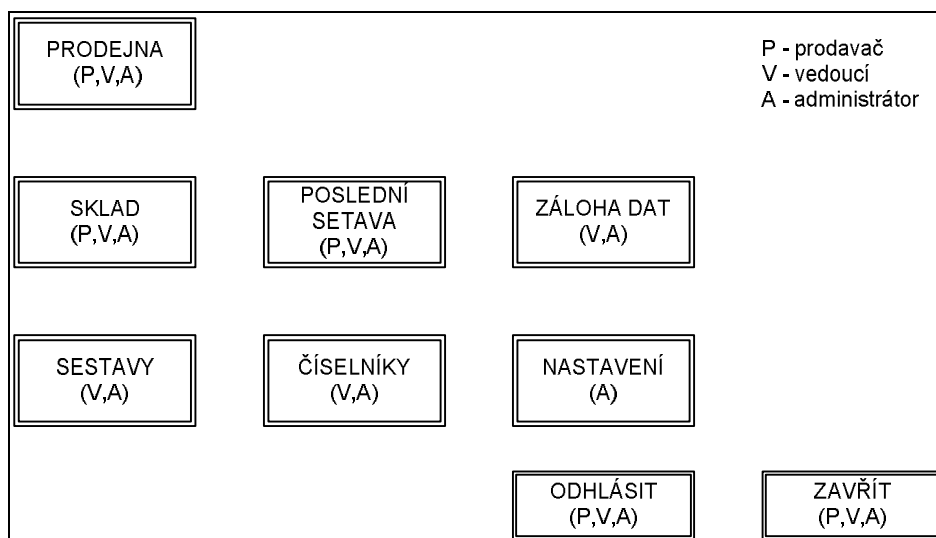 PRODEJNA
(P,V,A)
P - prodavač
V - vedoucí
A - administrátor
SKLAD
(P,V,A)
POSLEDNÍ
SETAVA
(P,V,A)
ZÁLOHA DAT
(V,A)
SESTAVY
(V,A)
ČÍSELNÍKY
(V,A)
NASTAVENÍ
(A)
ODHLÁSIT
(P,V,A)
ZAVŘÍT
(P,V,A)